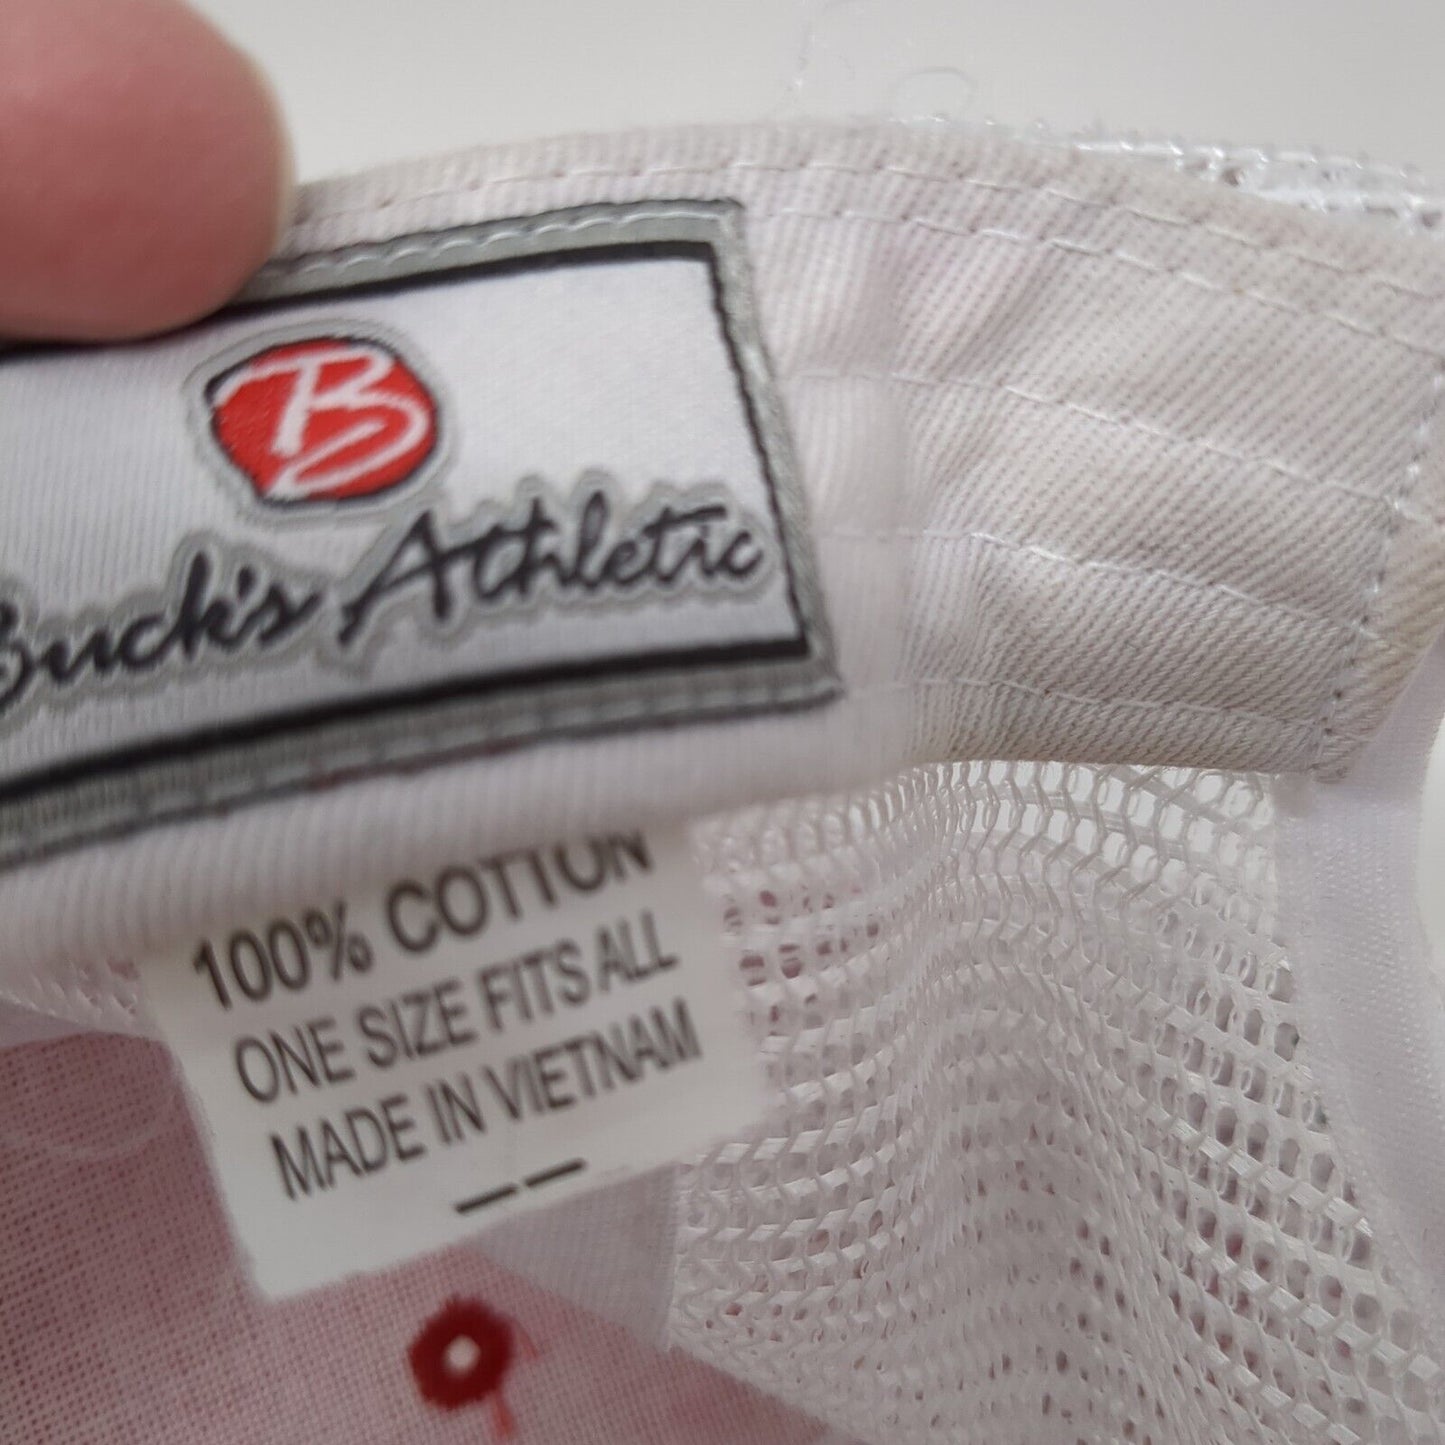 B
Buck's Athletic
100% COTTON
ONE SIZE FITS ALL
MADE IN VIETNAM